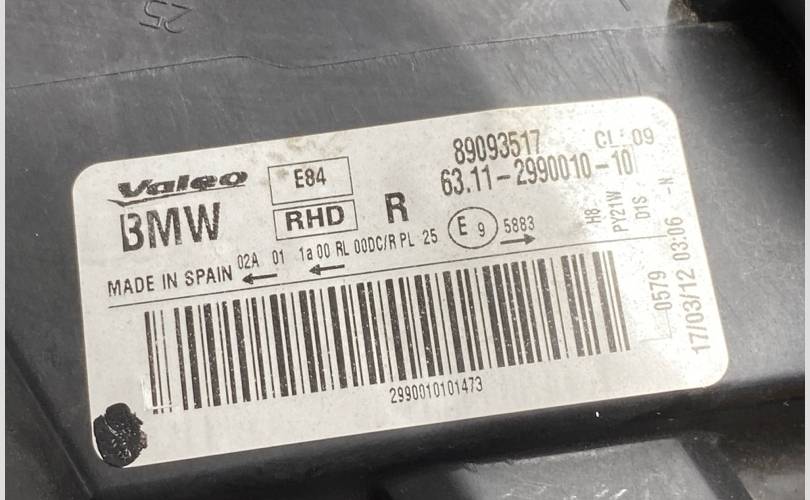 25
Valeo
E84
89093517 CL: 09
BMW
RHD
R
63.11-2990010-10
MADE IN SPAIN
02A 01 1a 00 RL 00DC/R PL 25
E 9
5883
H8
PY21W
D1S
-N
0579
17/03/12 03:06
2990010101473